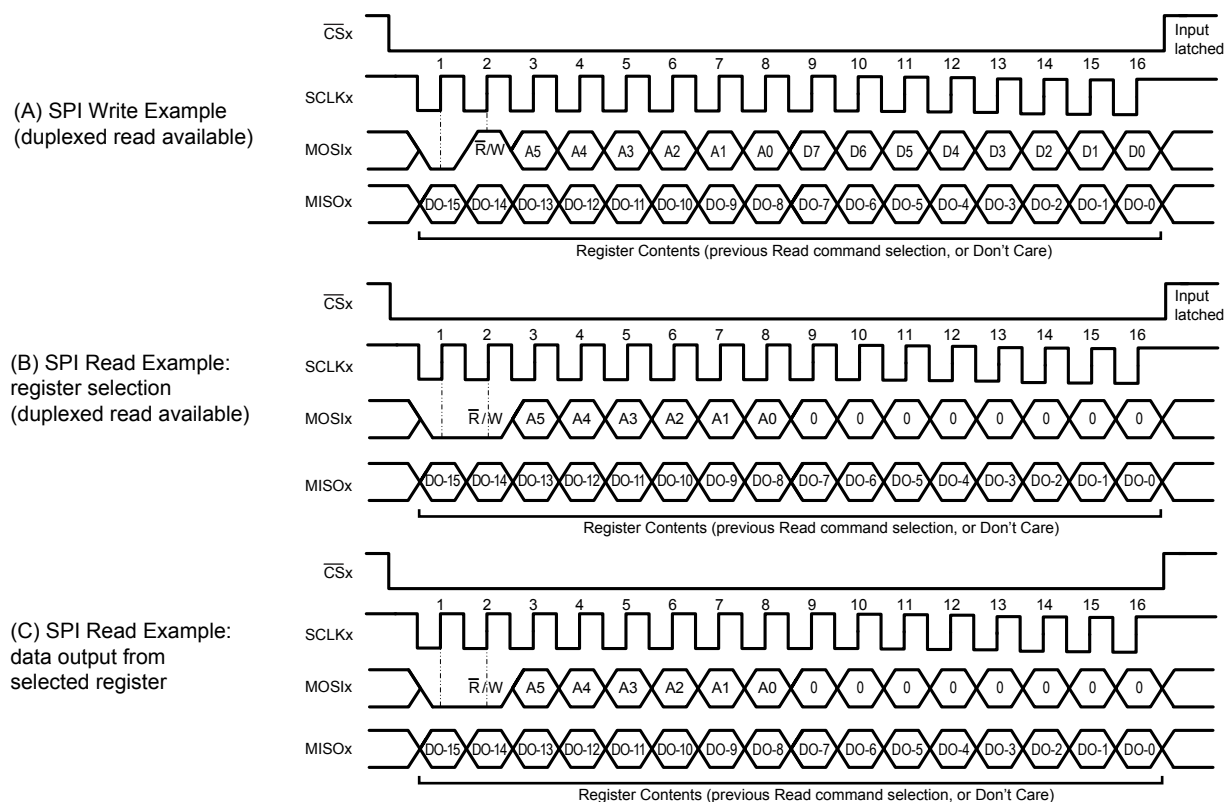 (A) SPI Write Example
(duplexed read available)
CSx
Input
latched
1 2 3 4 5 6 7 8 9 10 11 12 13 14 15 16
SCLKx
MOSIx R/W A5 A4 A3 A2 A1 A0 D7 D6 D5 D4 D3 D2 D1 D0
MISOx DO-15 DO-14 DO-13 DO-12 DO-11 DO-10 DO-9 DO-8 DO-7 DO-6 DO-5 DO-4 DO-3 DO-2 DO-1 DO-0
Register Contents (previous Read command selection, or Don't Care)
(B) SPI Read Example:
register selection
(duplexed read available)
CSx
Input
latched
1 2 3 4 5 6 7 8 9 10 11 12 13 14 15 16
SCLKx
MOSIx R/W A5 A4 A3 A2 A1 A0 0 0 0 0 0 0 0 0
MISOx DO-15 DO-14 DO-13 DO-12 DO-11 DO-10 DO-9 DO-8 DO-7 DO-6 DO-5 DO-4 DO-3 DO-2 DO-1 DO-0
Register Contents (previous Read command selection, or Don't Care)
(C) SPI Read Example:
data output from
selected register
CSx
1 2 3 4 5 6 7 8 9 10 11 12 13 14 15 16
SCLKx
MOSIx R/W A5 A4 A3 A2 A1 A0 0 0 0 0 0 0 0 0
MISOx DO-15 DO-14 DO-13 DO-12 DO-11 DO-10 DO-9 DO-8 DO-7 DO-6 DO-5 DO-4 DO-3 DO-2 DO-1 DO-0
Register Contents (previous Read command selection, or Don't Care)